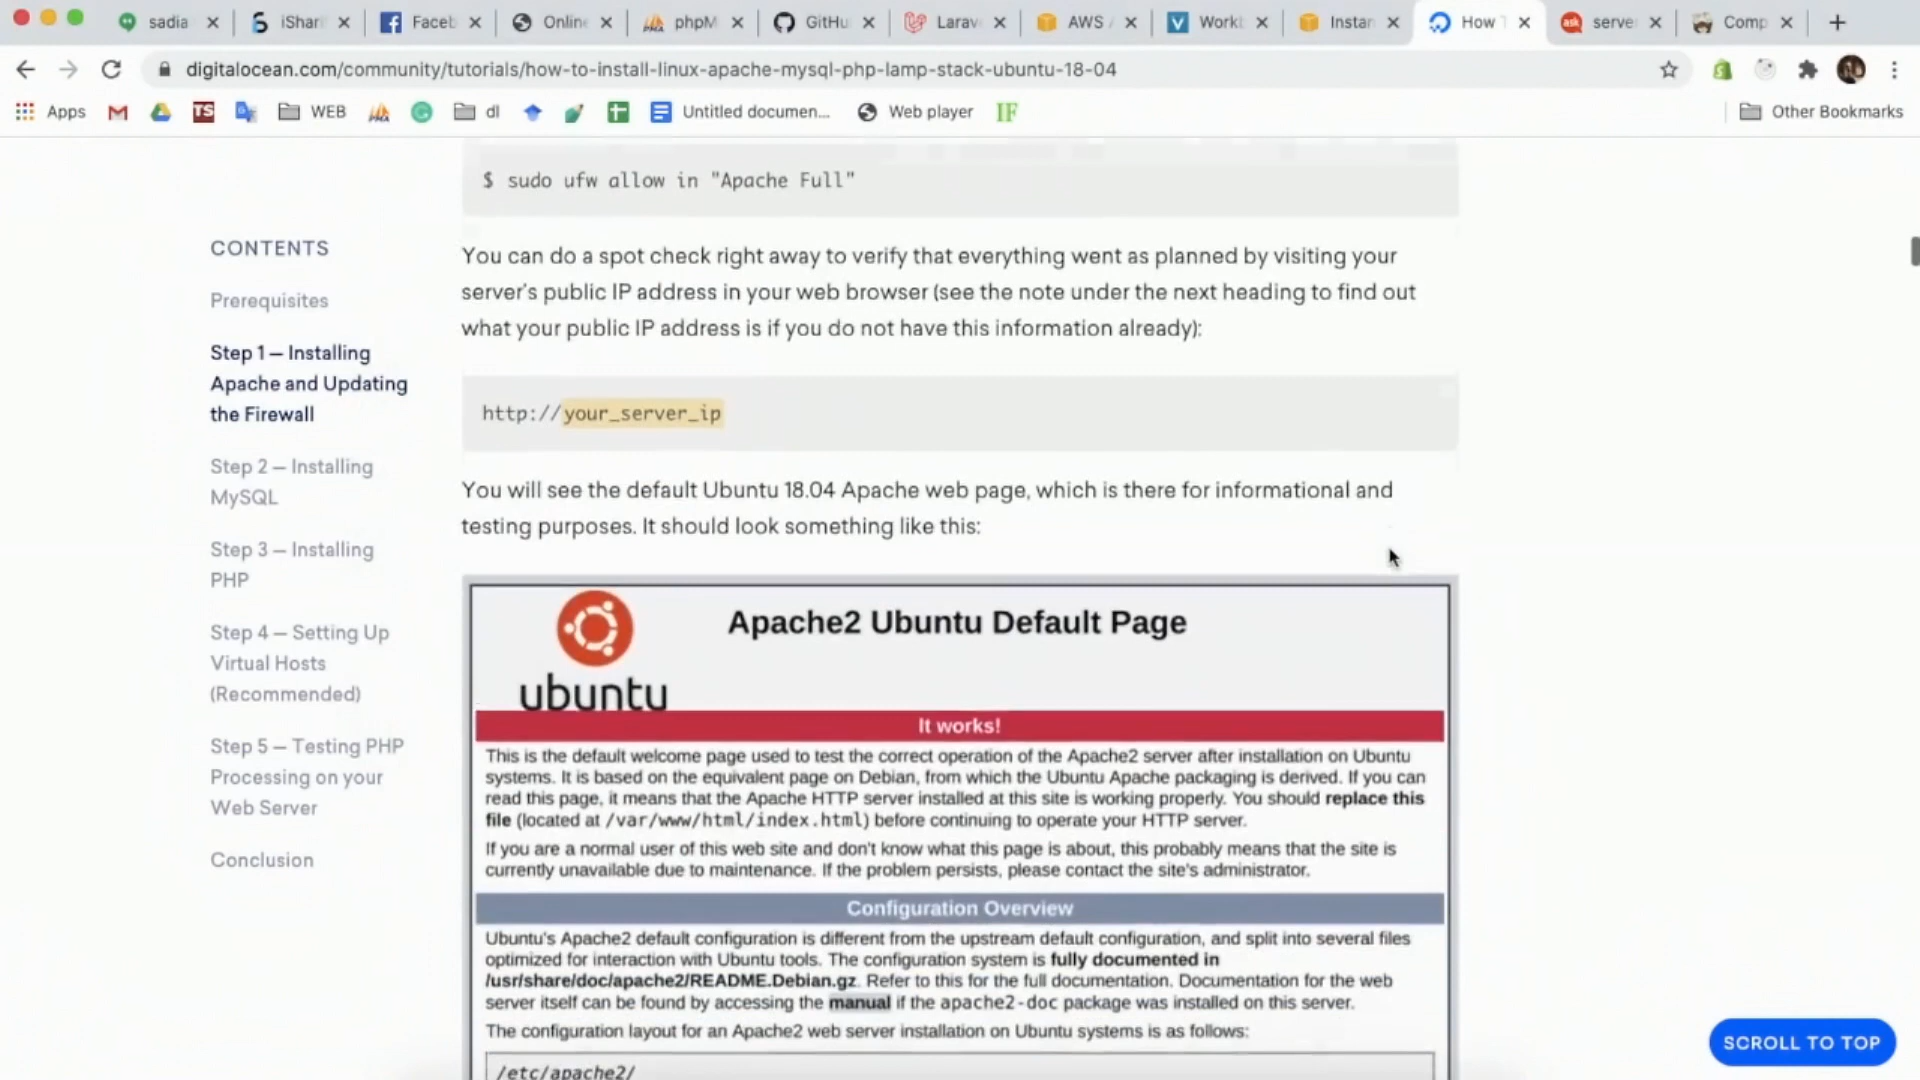 sadia
iShari
Faceb
Online
phpM
GitHu
Larav
AWS
Workb
Instan
How T
serve
Comp
digitalocean.com/community/tutorials/how-to-install-linux-apache-mysql-php-lamp-stack-ubuntu-18-04
Apps
TS
WEB
dl
Untitled documen...
Web player
IF
Other Bookmarks
$ sudo ufw allow in "Apache Full"
You can do a spot check right away to verify that everything went as planned by visiting your
server's public IP address in your web browser (see the note under the next heading to find out
what your public IP address is if you do not have this information already):
http://your_server_ip
You will see the default Ubuntu 18.04 Apache web page, which is there for informational and
testing purposes. It should look something like this:
CONTENTS
Prerequisites
Step 1 — Installing
Apache and Updating
the Firewall
Step 2 — Installing
MySQL
Step 3 — Installing
PHP
Step 4 — Setting Up
Virtual Hosts
(Recommended)
Step 5 — Testing PHP
Processing on your
Web Server
Conclusion
ubuntu
Apache2 Ubuntu Default Page
It works!
This is the default welcome page used to test the correct operation of the Apache2 server after installation on Ubuntu
systems. It is based on the equivalent page on Debian, from which the Ubuntu Apache packaging is derived. If you can
read this page, it means that the Apache HTTP server installed at this site is working properly. You should replace this
file (located at /var/www/html/index.html) before continuing to operate your HTTP server.
If you are a normal user of this web site and don't know what this page is about, this probably means that the site is
currently unavailable due to maintenance. If the problem persists, please contact the site's administrator.
Configuration Overview
Ubuntu's Apache2 default configuration is different from the upstream default configuration, and split into several files
optimized for interaction with Ubuntu tools. The configuration system is fully documented in
/usr/share/doc/apache2/README.Debian.gz. Refer to this for the full documentation. Documentation for the web
server itself can be found by accessing the manual if the apache2-doc package was installed on this server.
The configuration layout for an Apache2 web server installation on Ubuntu systems is as follows:
/etc/apache2/
SCROLL TO TOP